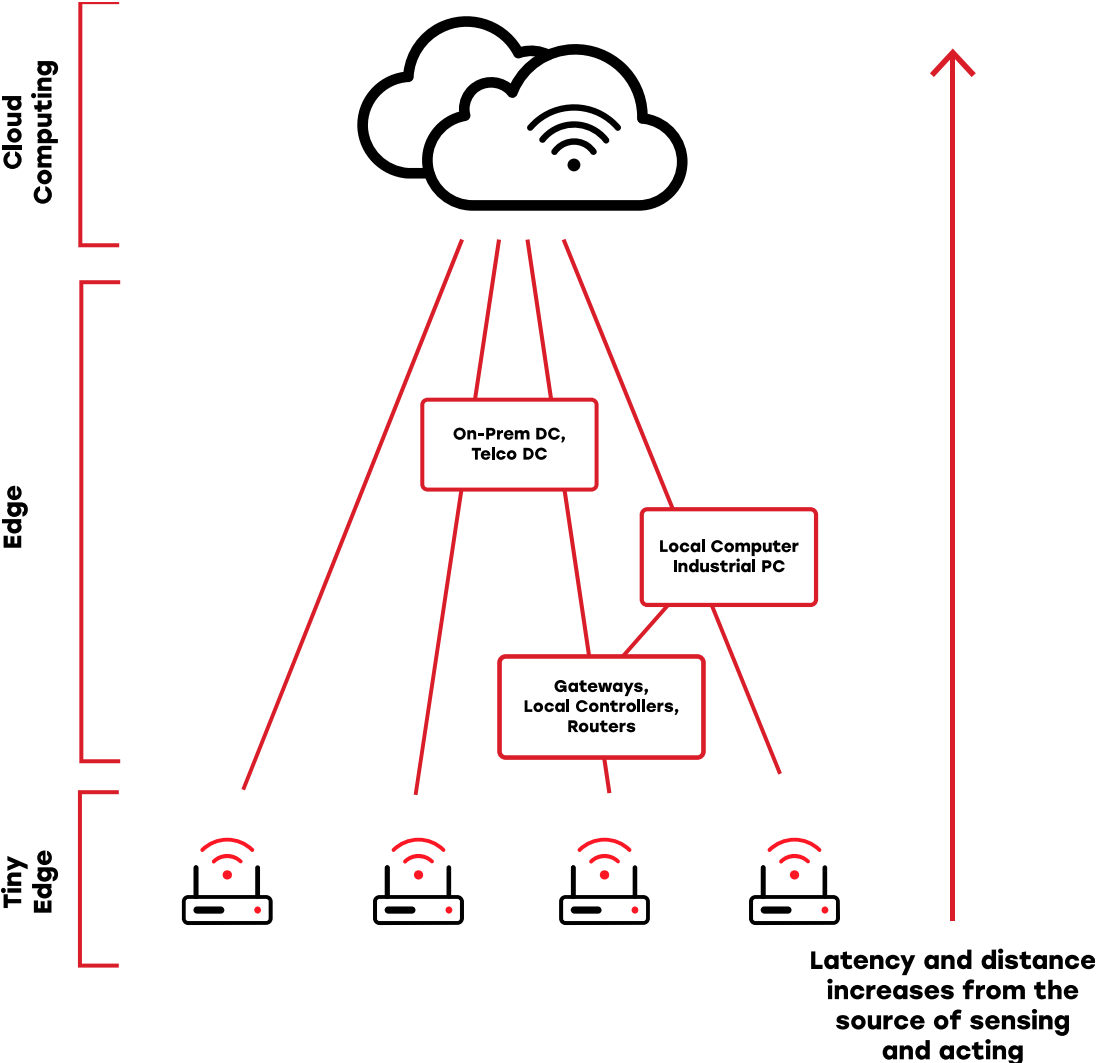 Cloud
Computing
On-Prem DC,
Telco DC
Edge
Local Computer
Industrial PC
Gateways,
Local Controllers,
Routers
Tiny
Edge
Latency and distance
increases from the
source of sensing
and acting